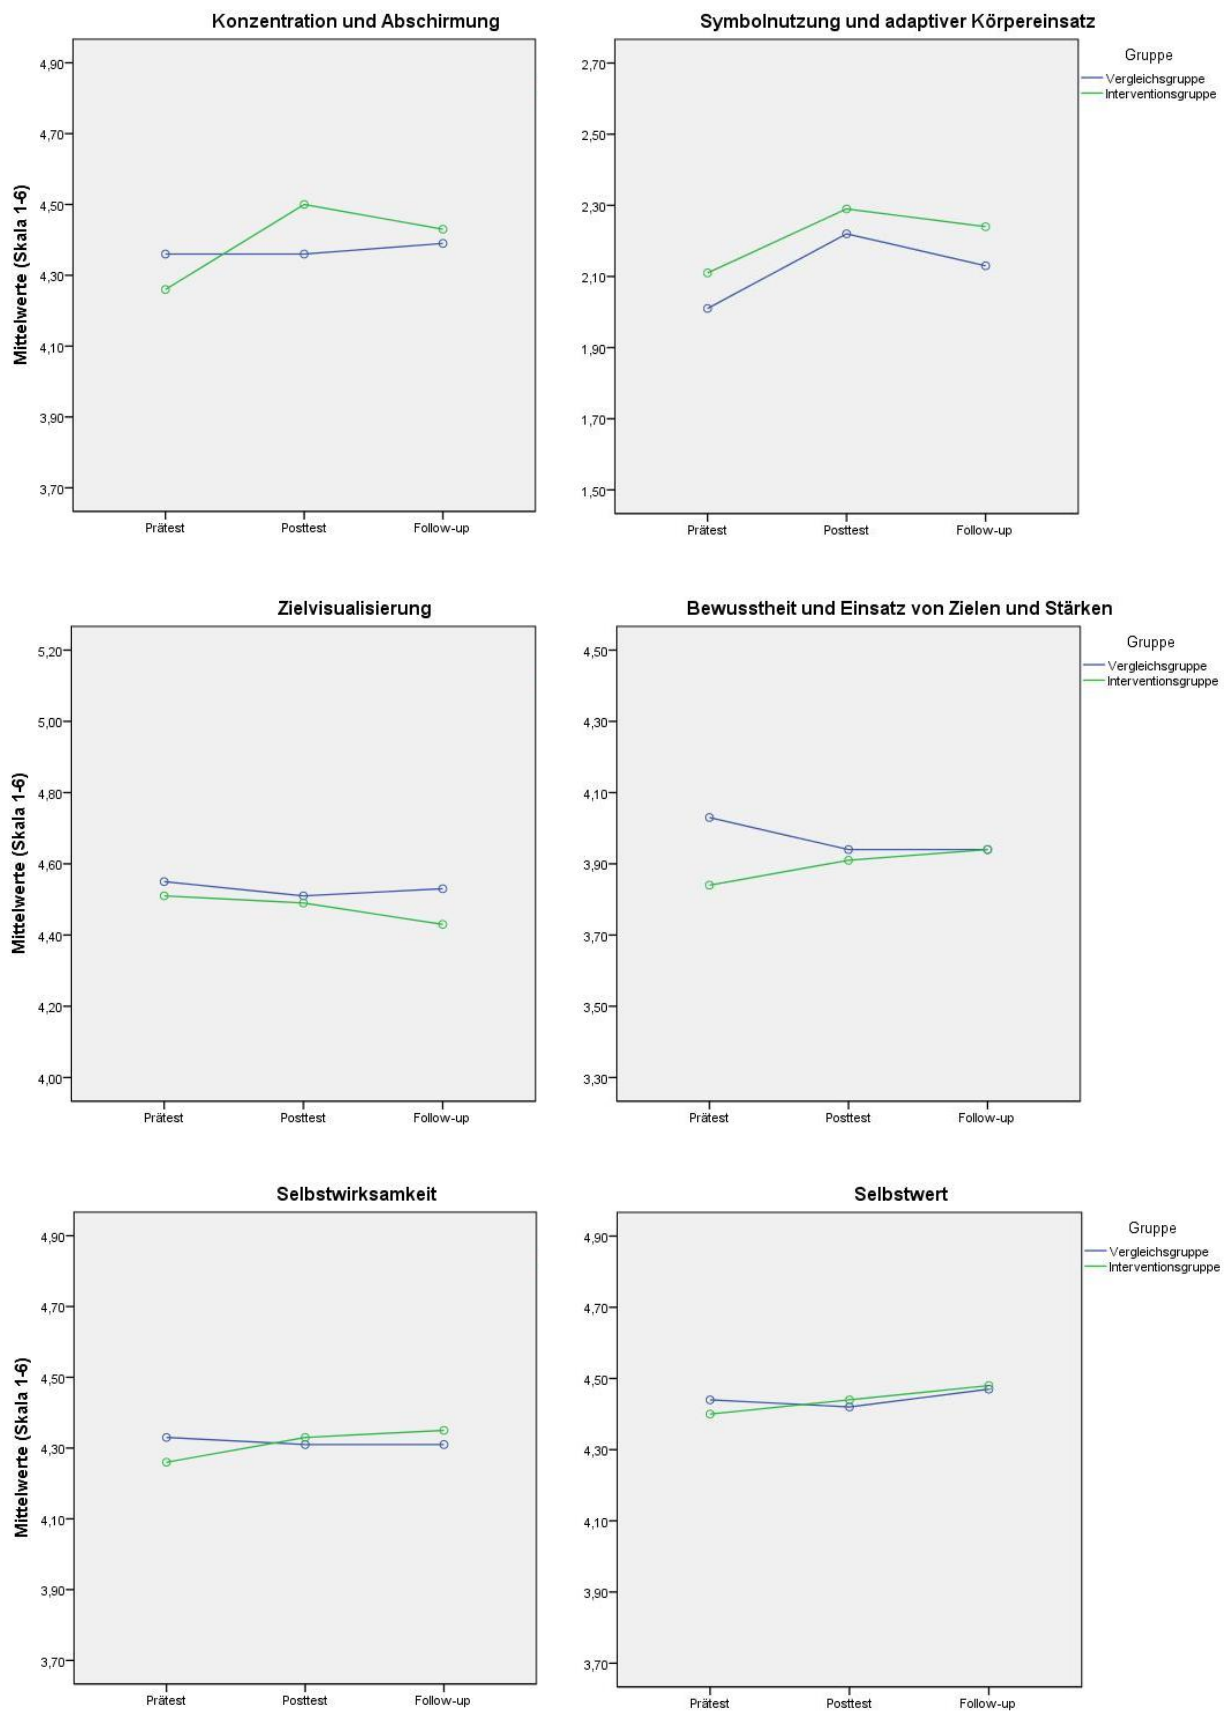 Konzentration und Abschirmung
Mittelwerte (Skala 1-6)
4,90
4,70
4,50
4,30
4,10
3,90
3,70
Prätest Posttest Follow-up
Symbolnutzung und adaptiver Körpereinsatz
2,70
2,50
2,30
2,10
1,90
1,70
1,50
Prätest Posttest Follow-up
Gruppe
Vergleichsgruppe
Interventionsgruppe
Zielvisualisierung
Mittelwerte (Skala 1-6)
5,20
5,00
4,80
4,60
4,40
4,20
4,00
Prätest Posttest Follow-up
Bewusstheit und Einsatz von Zielen und Stärken
4,50
4,30
4,10
3,90
3,70
3,50
3,30
Prätest Posttest Follow-up
Gruppe
Vergleichsgruppe
Interventionsgruppe
Selbstwirksamkeit
Mittelwerte (Skala 1-6)
4,90
4,70
4,50
4,30
4,10
3,90
3,70
Prätest Posttest Follow-up
Selbstwert
4,90
4,70
4,50
4,30
4,10
3,90
3,70
Prätest Posttest Follow-up
Gruppe
Vergleichsgruppe
Interventionsgruppe